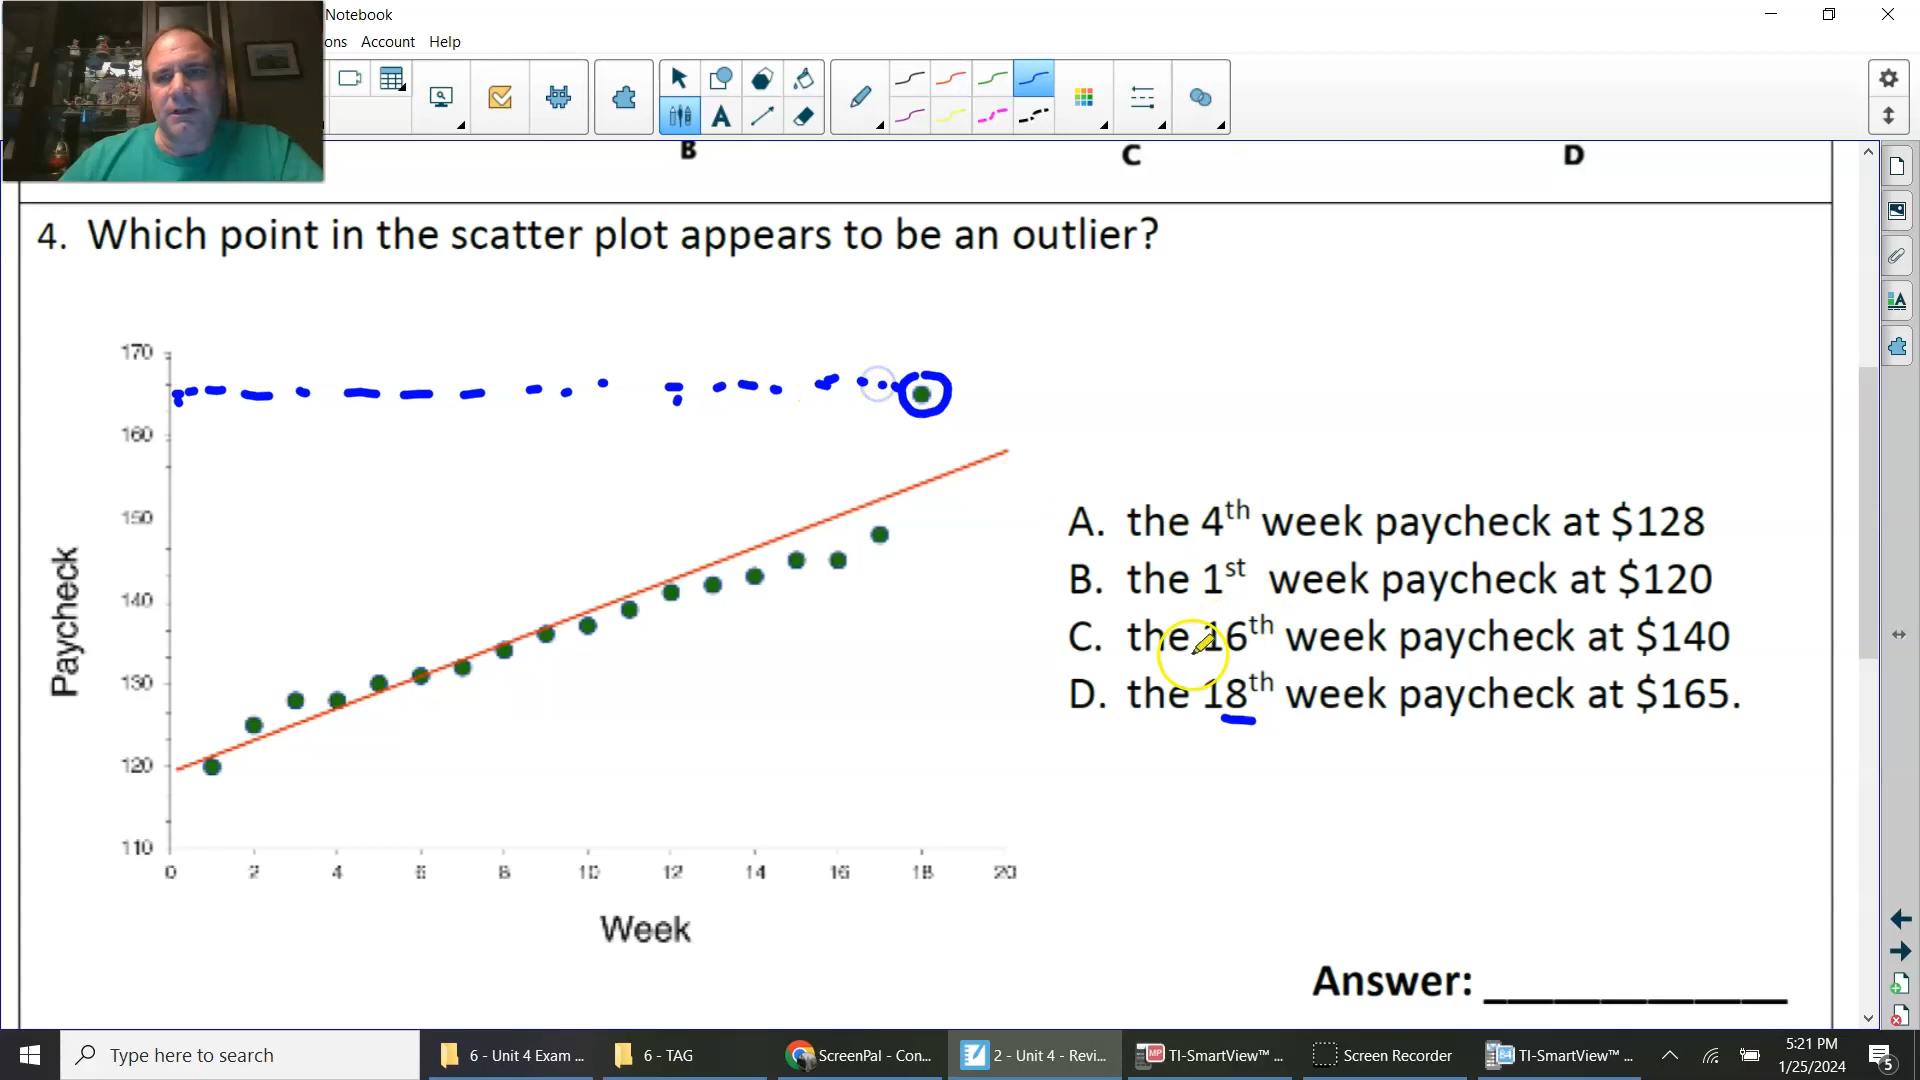 Notebook
ons Account Help
B C D
4. Which point in the scatter plot appears to be an outlier?
170
160
150
140
130
120
110
Paycheck
0 2 4 6 8 10 12 14 16 18 20
Week
A. the 4th week paycheck at $128
B. the 1st week paycheck at $120
C. the 16th week paycheck at $140
D. the 18th week paycheck at $165.
Answer: ____________
Type here to search
6 - Unit 4 Exam ...
6 - TAG
ScreenPal - Con...
2 - Unit 4 - Revi...
TI-SmartView™ ...
Screen Recorder
TI-SmartView™ ...
5:21 PM
1/25/2024
5